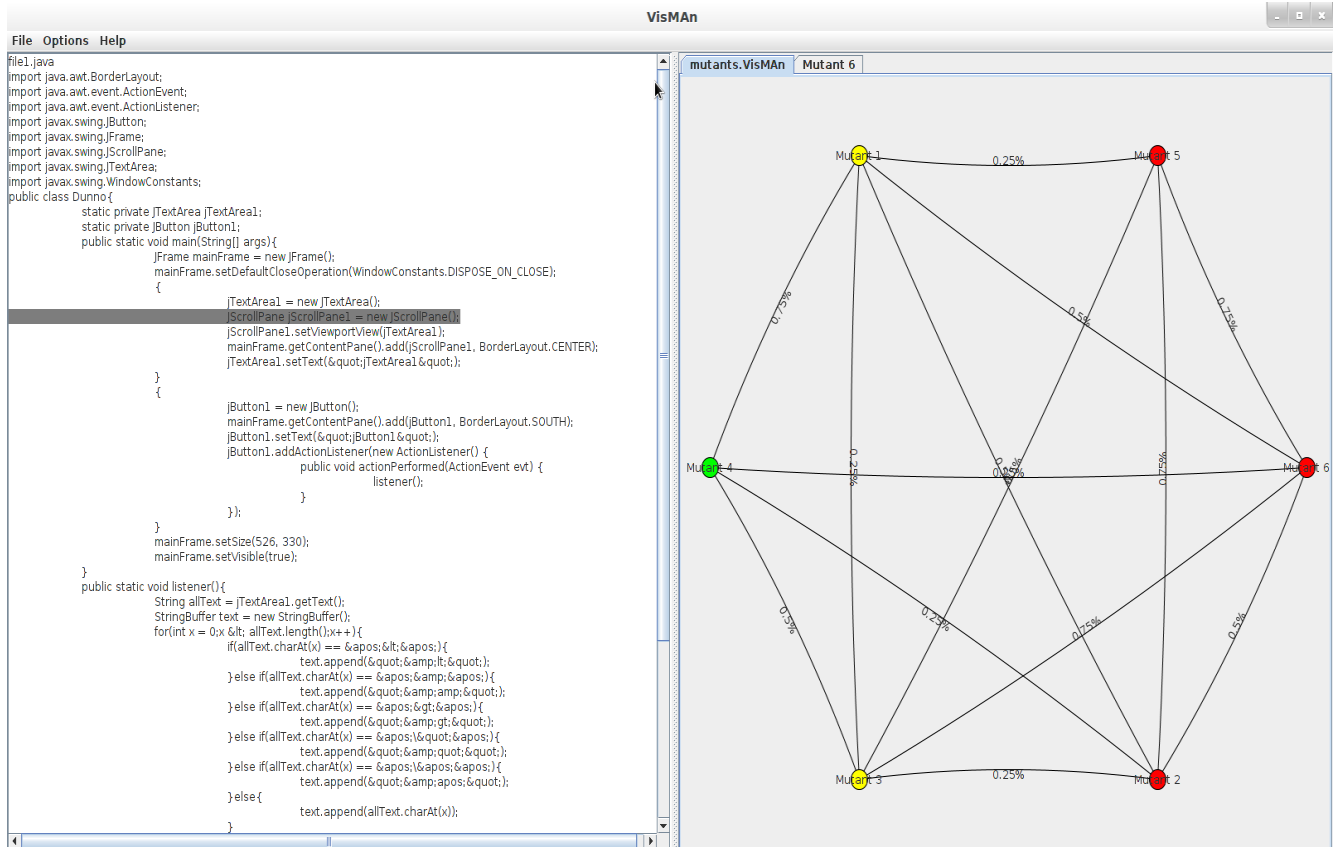 VisMAn
File Options Help
file1.java
import java.awt.BorderLayout;
import java.awt.event.ActionEvent;
import java.awt.event.ActionListener;
import javax.swing.JButton;
import javax.swing.JFrame;
import javax.swing.JScrollPane;
import javax.swing.JTextArea;
import javax.swing.WindowConstants;
public class Dunno{
static private JTextArea jTextArea1;
static private JButton jButton1;
public static void main(String[] args){
JFrame mainFrame = new JFrame();
mainFrame.setDefaultCloseOperation(WindowConstants.DISPOSE_ON_CLOSE);
{
jTextArea1 = new JTextArea();
JScrollPane jScrollPane1 = new JScrollPane();
jScrollPane1.setViewportView(jTextArea1);
mainFrame.getContentPane().add(jScrollPane1, BorderLayout.CENTER);
jTextArea1.setText(&quot;jTextArea1&quot;);
}
{
jButton1 = new JButton();
mainFrame.getContentPane().add(jButton1, BorderLayout.SOUTH);
jButton1.setText(&quot;jButton1&quot;);
jButton1.addActionListener(new ActionListener() {
public void actionPerformed(ActionEvent evt) {
listener();
}
});
}
mainFrame.setSize(526, 330);
mainFrame.setVisible(true);
}
public static void listener(){
String allText = jTextArea1.getText();
StringBuffer text = new StringBuffer();
for(int x = 0;x &lt; allText.length();x++){
if(allText.charAt(x) == &apos;&lt;&apos;){
text.append(&quot;&amp;lt;&quot;);
}else if(allText.charAt(x) == &apos;&amp;&apos;){
text.append(&quot;&amp;amp;&quot;);
}else if(allText.charAt(x) == &apos;&gt;&apos;){
text.append(&quot;&amp;gt;&quot;);
}else if(allText.charAt(x) == &apos;\&quot;&apos;){
text.append(&quot;&amp;quot;&quot;);
}else if(allText.charAt(x) == &apos;\&apos;&apos;){
text.append(&quot;&amp;apos;&quot;);
}else{
text.append(allText.charAt(x));
}
mutants.VisMAn Mutant 6
Mutant 1
0.25%
Mutant 5
0.75%
0.5%
0.75%
Mutant 4
0.25%
0.75%
Mutant 6
0.5%
0.25%
0.75%
0.5%
Mutant 3
0.25%
Mutant 2